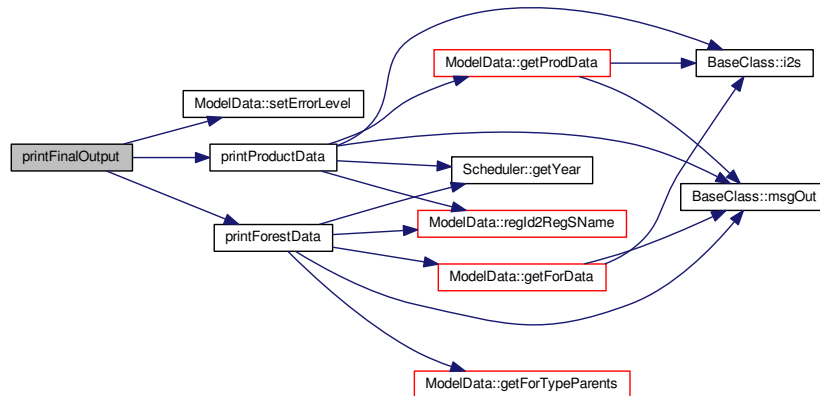 printFinalOutput
ModelData::setErrorLevel
printProductData
printForestData
ModelData::getProdData
Scheduler::getYear
ModelData::regId2RegSName
ModelData::getForData
ModelData::getForTypeParents
BaseClass::i2s
BaseClass::msgOut